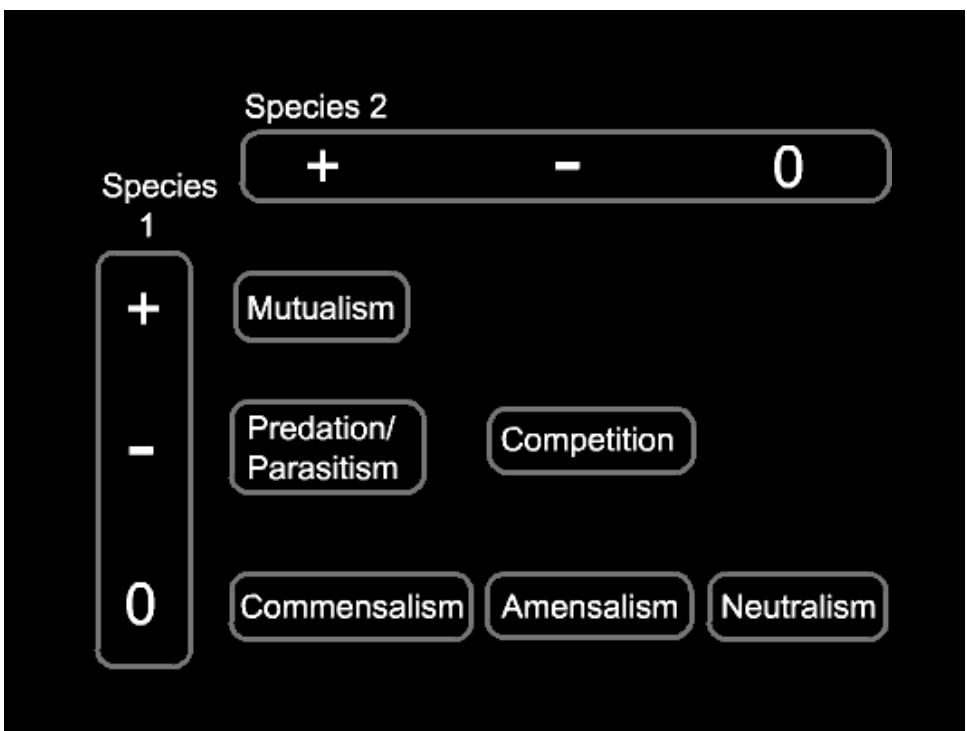 Species 2
+ - 0
Species
1
+
Mutualism
-
Predation/
Parasitism
Competition
0
Commensalism
Amensalism
Neutralism